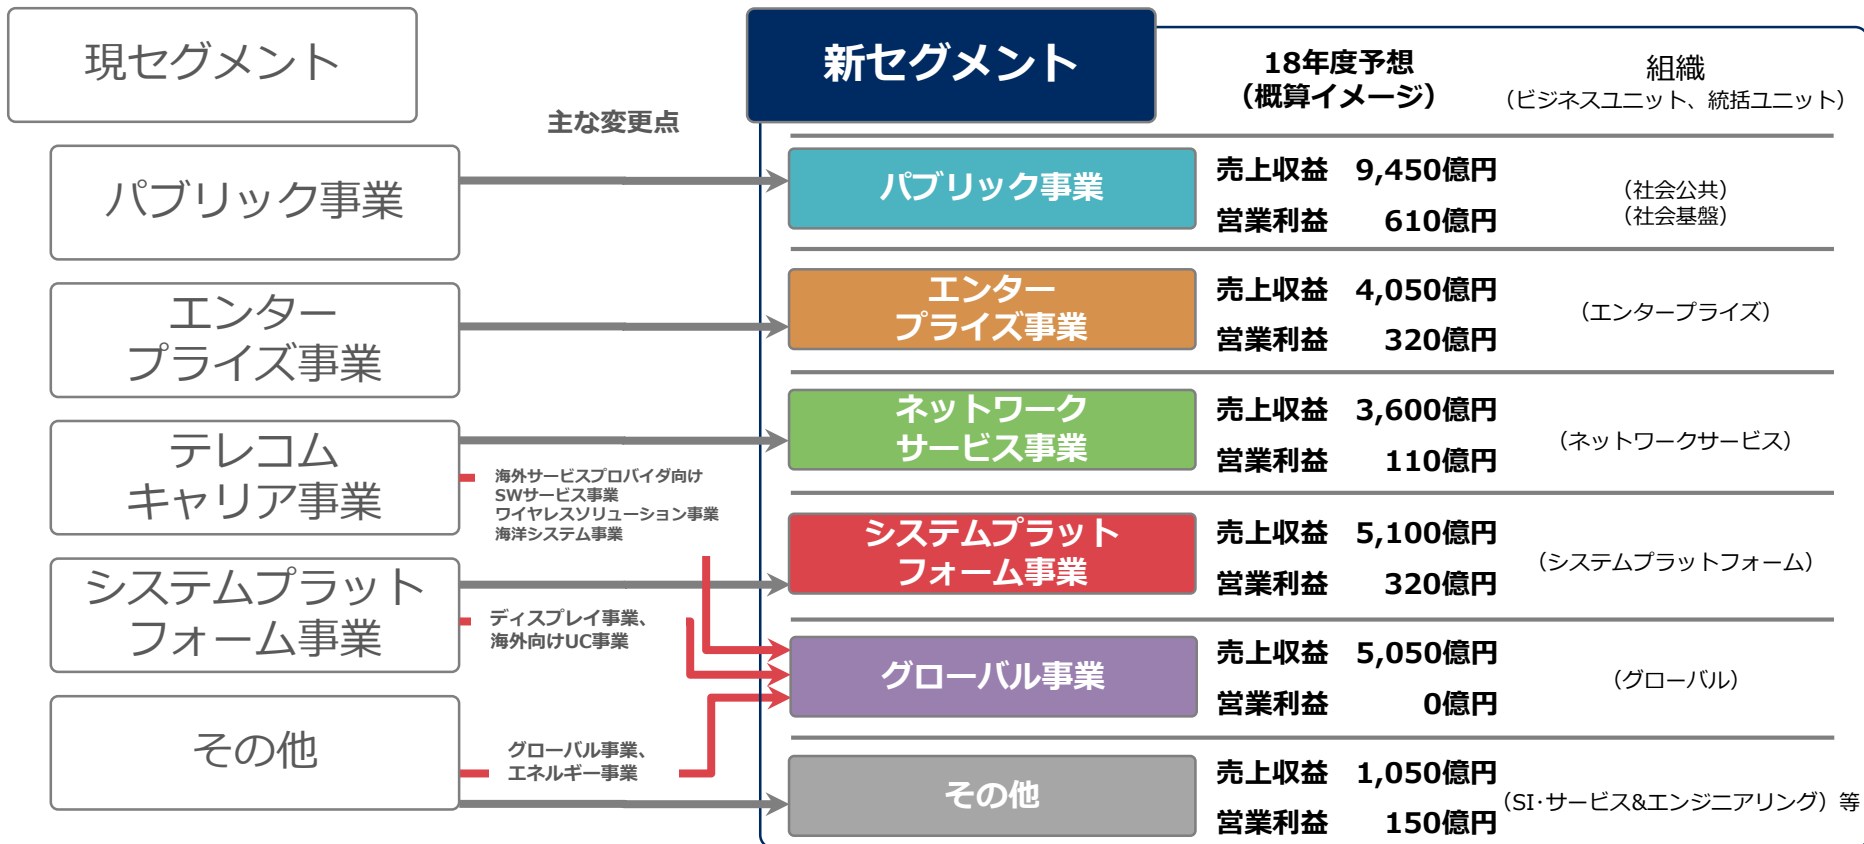 現セグメント
主な変更点
新セグメント
18年度予想
（概算イメージ）
組織
（ビジネスユニット、統括ユニット）
パブリック事業
パブリック事業
売上収益 9,450億円
営業利益 610億円
（社会公共）
（社会基盤）
エンター
プライズ事業
エンター
プライズ事業
売上収益 4,050億円
営業利益 320億円
（エンタープライズ）
テレコム
キャリア事業
海外サービスプロバイダ向け
SWサービス事業
ワイヤレスソリューション事業
海洋システム事業
ネットワーク
サービス事業
売上収益 3,600億円
営業利益 110億円
（ネットワークサービス）
システムプラット
フォーム事業
ディスプレイ事業、
海外向けUC事業
システムプラット
フォーム事業
売上収益 5,100億円
営業利益 320億円
（システムプラットフォーム）
グローバル事業
売上収益 5,050億円
営業利益 0億円
（グローバル）
その他
グローバル事業、
エネルギー事業
その他
売上収益 1,050億円
営業利益 150億円
（SI･サービス&エンジニアリング）等